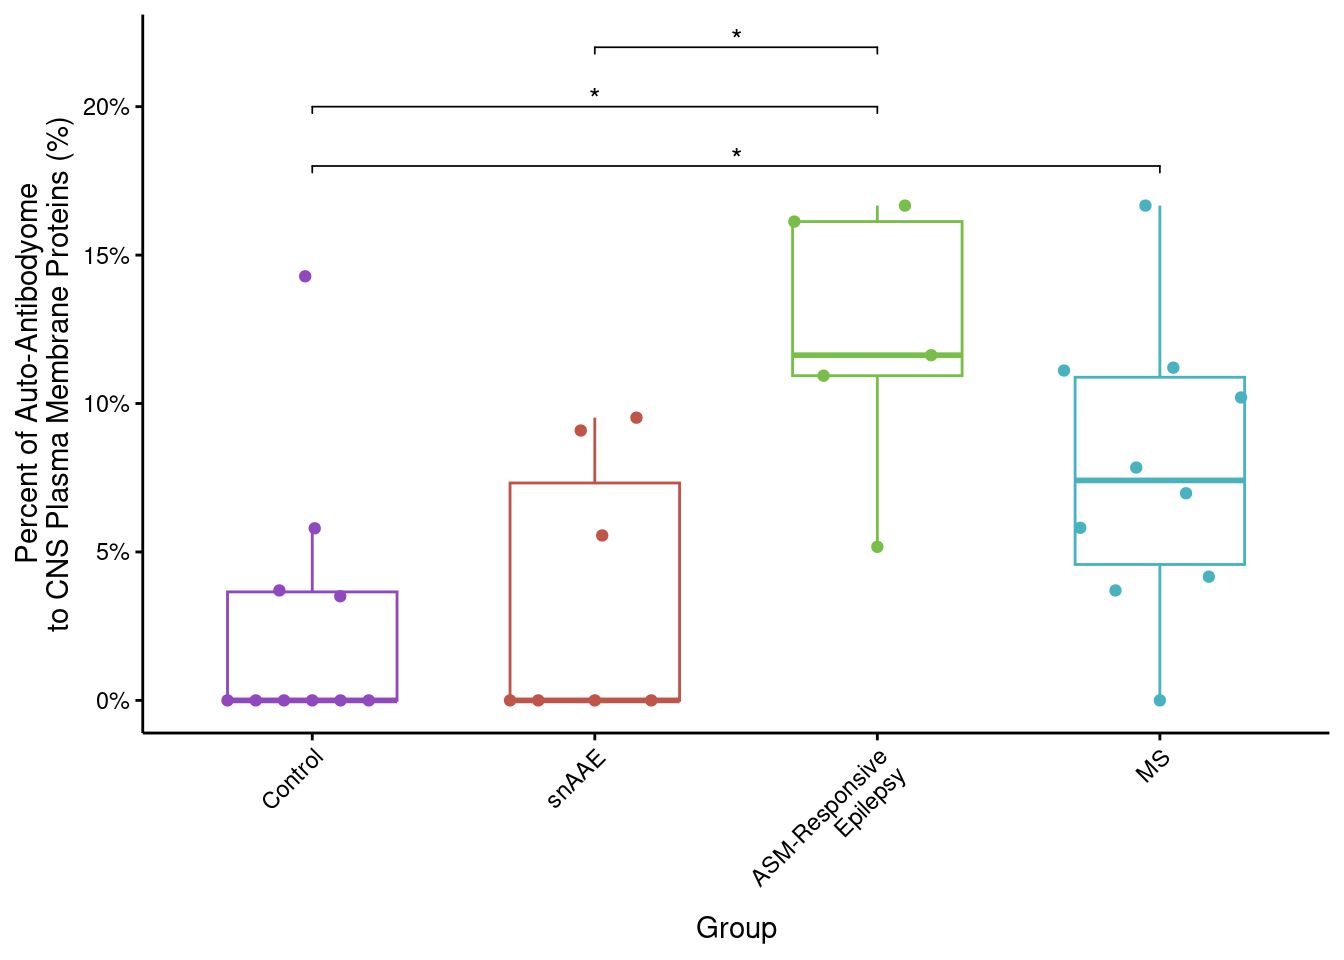 *
*
*
20%
15%
10%
5%
0%
Percent of Auto-Antibodyome
to CNS Plasma Membrane Proteins (%)
Control
snAAE
ASM-Responsive
Epilepsy
MS
Group